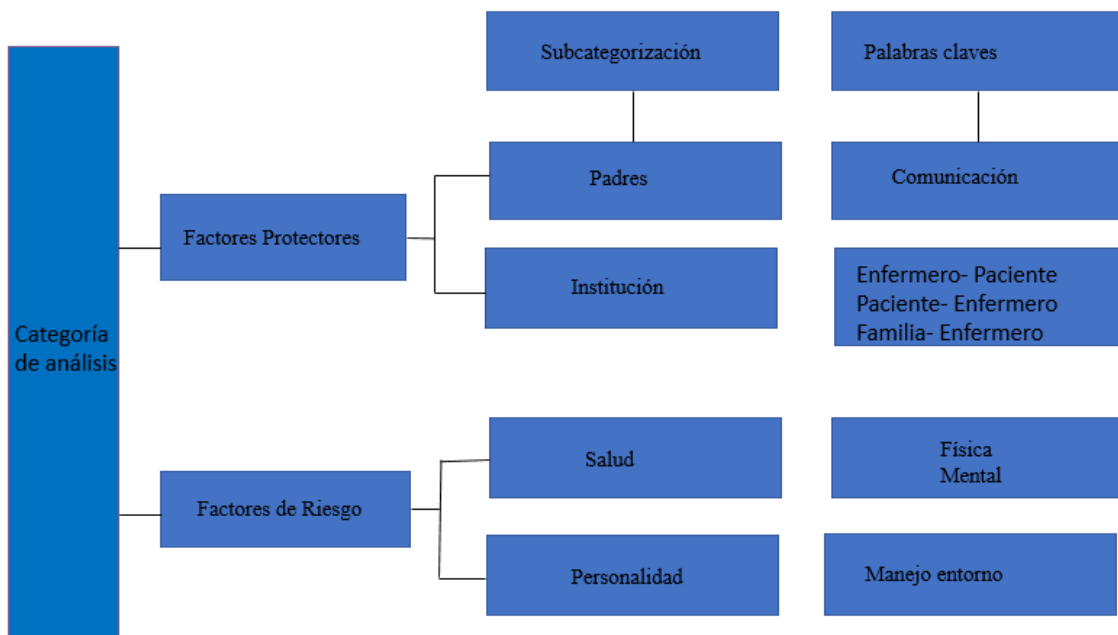 Subcategorización
Palabras claves
Padres
Comunicación
Factores Protectores
Institución
Enfermero- Paciente
Paciente- Enfermero
Familia- Enfermero
Categoría
de análisis
Salud
Física
Mental
Factores de Riesgo
Personalidad
Manejo entorno